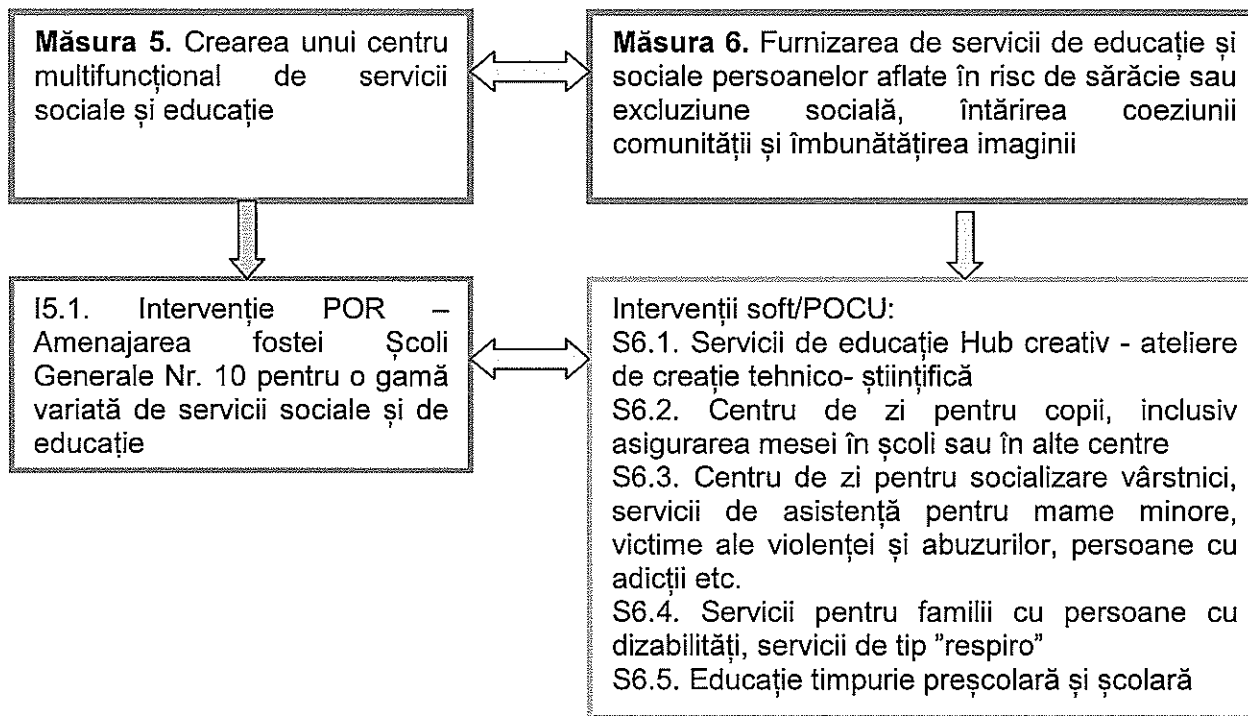 Măsura 5. Crearea unui centru
multifuncțional de servicii
sociale și educație
Măsura 6. Furnizarea de servicii de educație și
sociale persoanelor aflate în risc de sărăcie sau
excluziune socială, întărirea coeziunii
comunității și îmbunătățirea imaginii
I5.1. Intervenție POR –
Amenajarea fostei Școli
Generale Nr. 10 pentru o gamă
variată de servicii sociale și de
educație
Intervenții soft/POCU:
S6.1. Servicii de educație Hub creativ - ateliere
de creație tehnico- științifică
S6.2. Centru de zi pentru copii, inclusiv
asigurarea mesei în școli sau în alte centre
S6.3. Centru de zi pentru socializare vârstnici,
servicii de asistență pentru mame minore,
victime ale violenței și abuzurilor, persoane cu
adicții etc.
S6.4. Servicii pentru familii cu persoane cu
dizabilități, servicii de tip ”respiro”
S6.5. Educație timpurie preșcolară și școlară